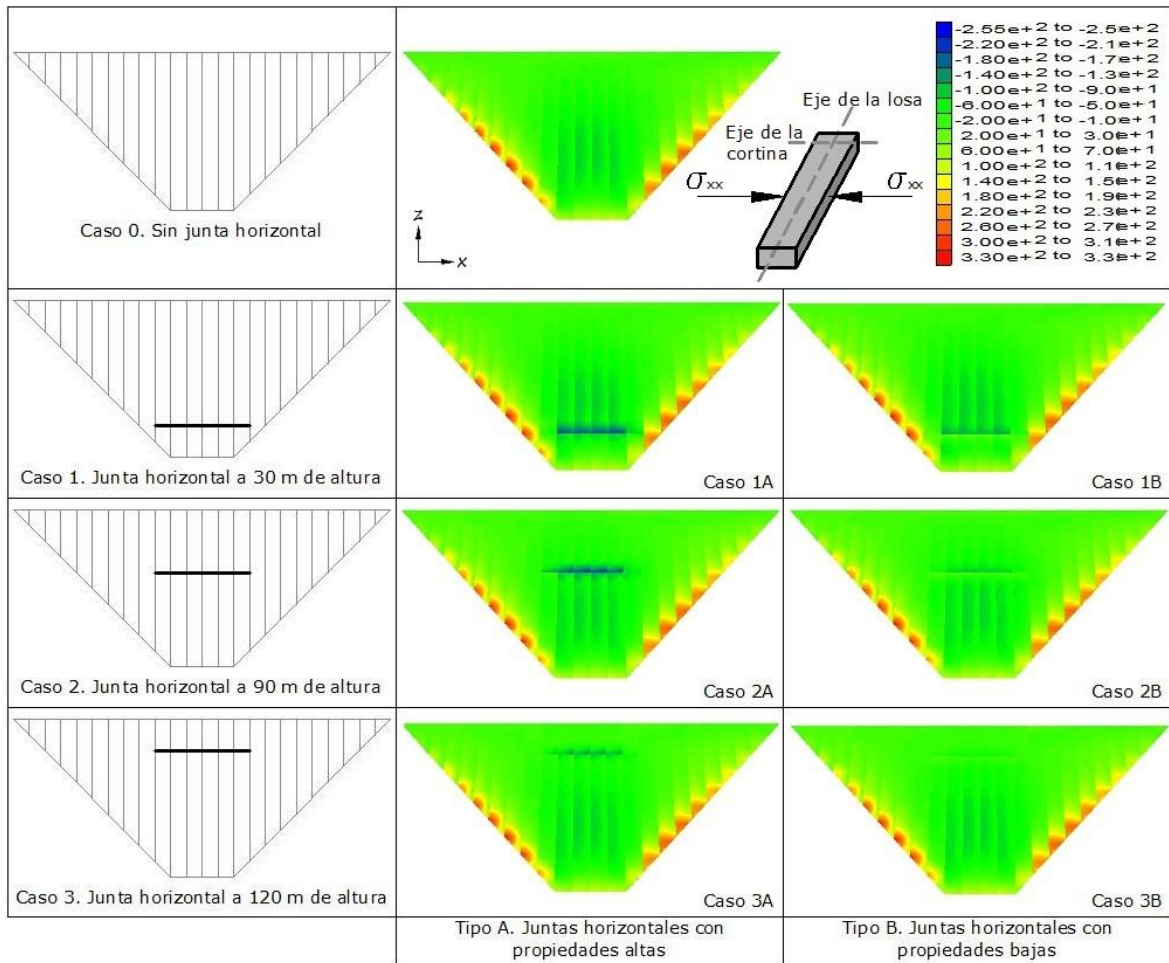 Caso 0. Sin junta horizontal
Eje de la losa
Eje de la
cortina
σxx
σxx
z
x
-2.55e+2 to -2.5e+2
-2.20e+2 to -2.1e+2
-1.80e+2 to -1.7e+2
-1.40e+2 to -1.3e+2
-1.00e+2 to -9.0e+1
-6.00e+1 to -5.0e+1
-2.00e+1 to -1.0e+1
2.00e+1 to 3.0e+1
6.00e+1 to 7.0e+1
1.00e+2 to 1.1e+2
1.40e+2 to 1.5e+2
1.80e+2 to 1.9e+2
2.20e+2 to 2.3e+2
2.60e+2 to 2.7e+2
3.00e+2 to 3.1e+2
3.30e+2 to 3.3e+2
Caso 1. Junta horizontal a 30 m de altura
Caso 1A
Caso 1B
Caso 2. Junta horizontal a 90 m de altura
Caso 2A
Caso 2B
Caso 3. Junta horizontal a 120 m de altura
Caso 3A
Caso 3B
Tipo A. Juntas horizontales con
propiedades altas
Tipo B. Juntas horizontales con
propiedades bajas